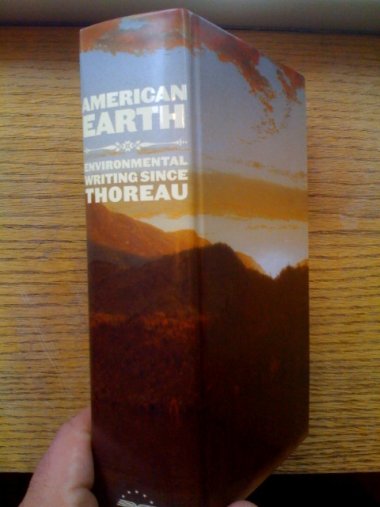 AMERICAN
EARTH
ENVIRONMENTAL
WRITING SINCE
THOREAU